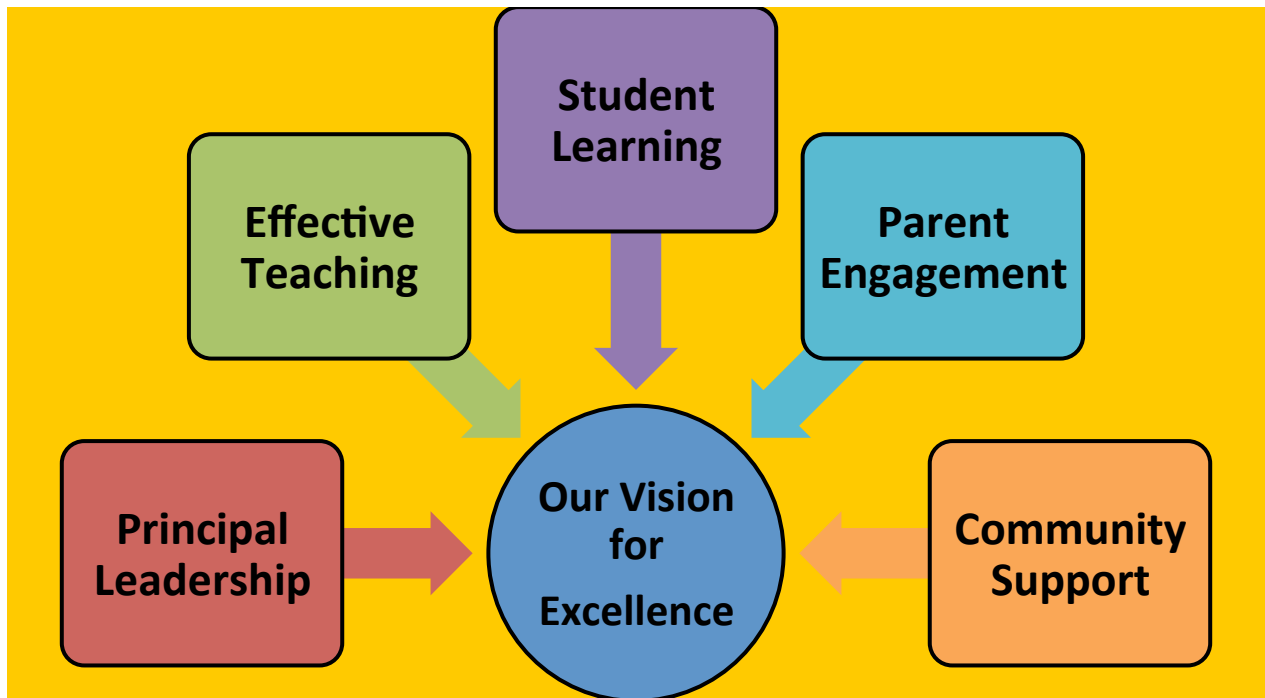 Student
Learning
Effective
Teaching
Parent
Engagement
Principal
Leadership
Our Vision
for
Excellence
Community
Support